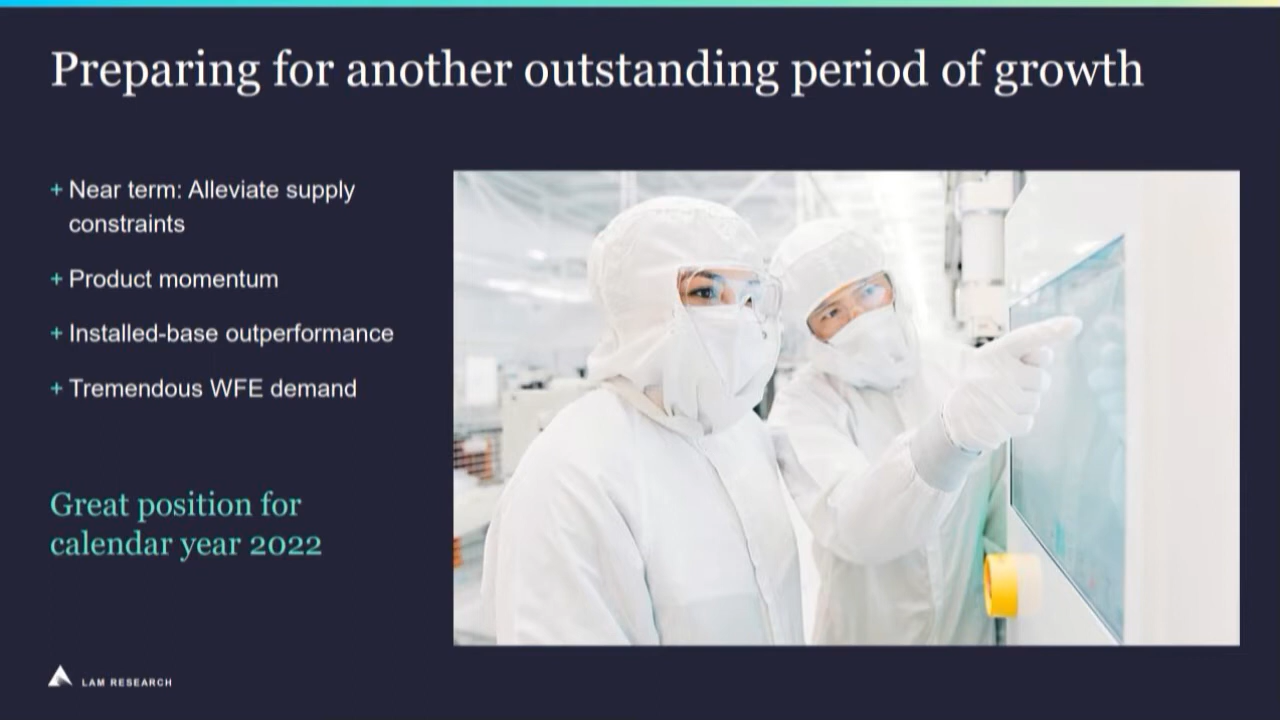 Preparing for another outstanding period of growth
+ Near term: Alleviate supply
constraints
+ Product momentum
+ Installed-base outperformance
+ Tremendous WFE demand
Great position for
calendar year 2022
LAM RESEARCH